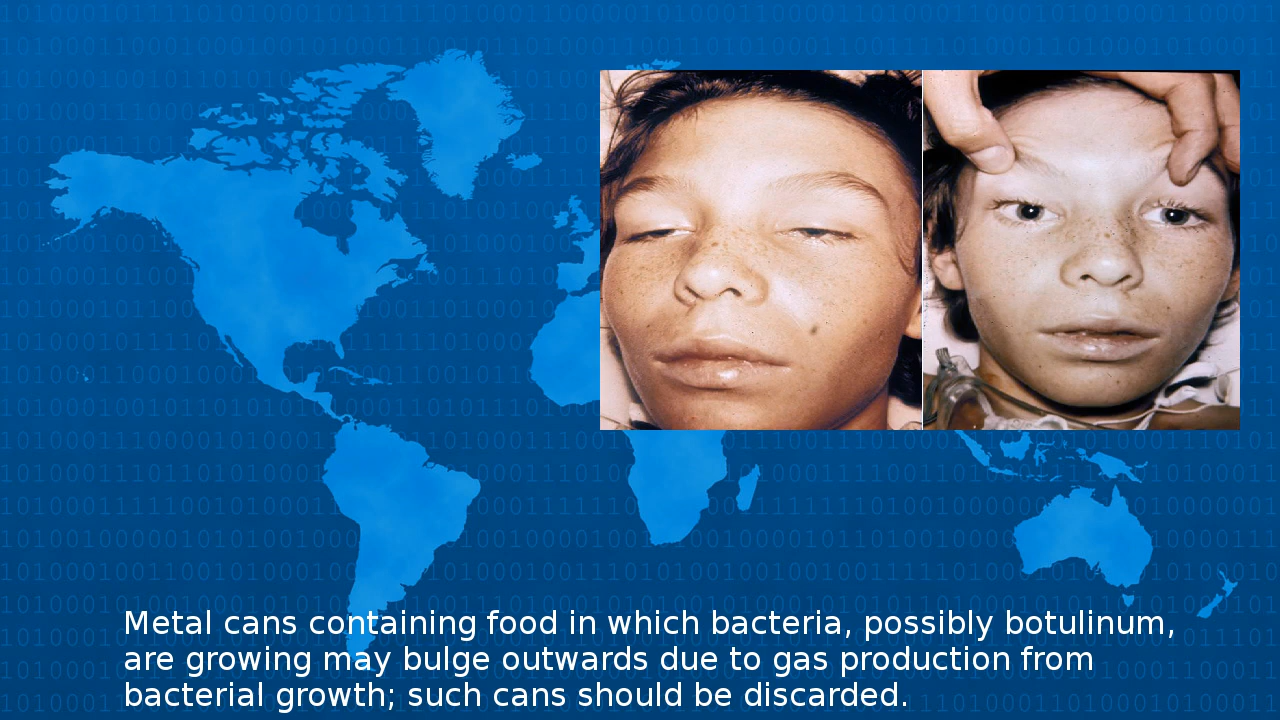 Metal cans containing food in which bacteria, possibly botulinum,
are growing may bulge outwards due to gas production from
bacterial growth; such cans should be discarded.